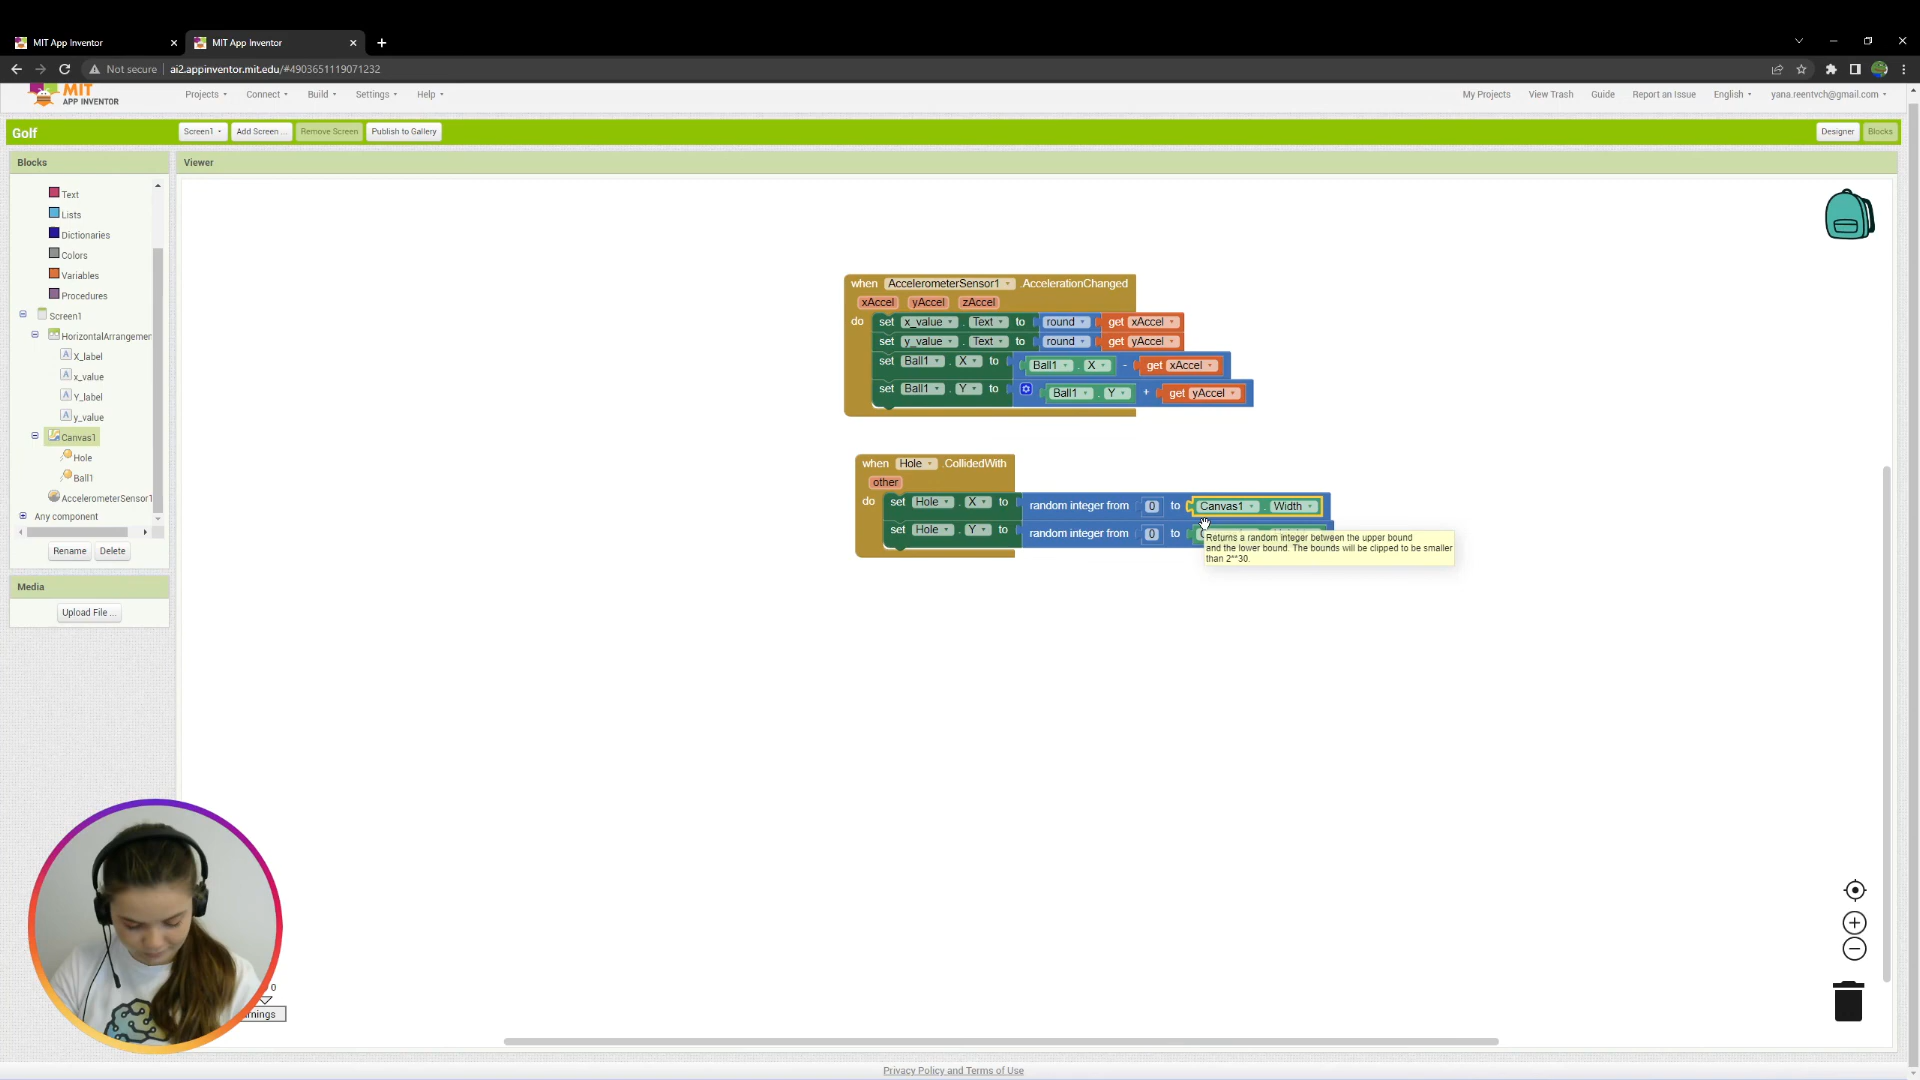 MIT App Inventor
MIT App Inventor
Not secure
ai2.appinventor.mit.edu/#4903651119071232
MIT
APP INVENTOR
Projects
Connect
Build
Settings
Help
My Projects
View Trash
Guide
Report an Issue
English
yana.reentvch@gmail.com
Golf
Screen1
Add Screen ...
Remove Screen
Publish to Gallery
Designer
Blocks
Blocks
Viewer
Text
Lists
Dictionaries
Colors
Variables
Procedures
Screen1
HorizontalArrangemen
X_label
x_value
Y_label
y_value
Canvas1
Hole
Ball1
AccelerometerSensor1
Any component
Rename
Delete
Media
Upload File ...
when AccelerometerSensor1 .AccelerationChanged
xAccel yAccel zAccel
do set x_value . Text to round get xAccel
set y_value . Text to round get yAccel
set Ball1 . X to Ball1 . X - get xAccel
set Ball1 . Y to Ball1 . Y + get yAccel
when Hole .CollidedWith
other
do set Hole . X to random integer from 0 to Canvas1 . Width
set Hole . Y to random integer from 0 to
Returns a random integer between the upper bound
and the lower bound. The bounds will be clipped to be smaller
than 2**30.
0
rnings
Privacy Policy and Terms of Use